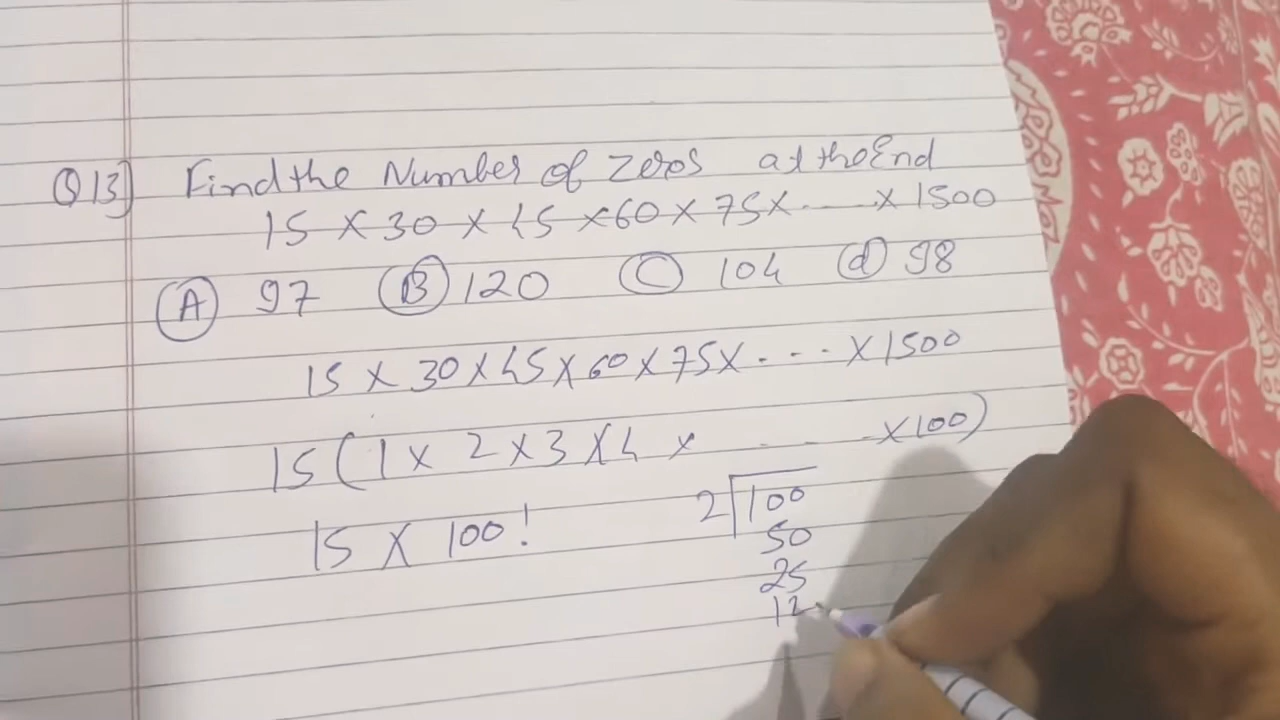 Q13] Find the Number of zeros at the End
15 X 30 X 45 X 60 X 75 X ..... X 1500
(A) 97 (B) 120 (C) 104 (d) 98
15 X 30 X 45 X 60 X 75 X .... X 1500
15 ( 1 X 2 X 3 X 4 X .... X 100 )
2 100
15 X 100 !
50
25
12